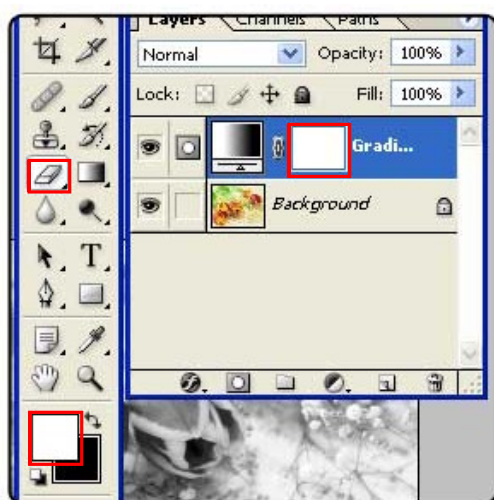 Layers Channels Paths
Normal Opacity: 100%
Lock: Fill: 100%
Gradi...
Background
T